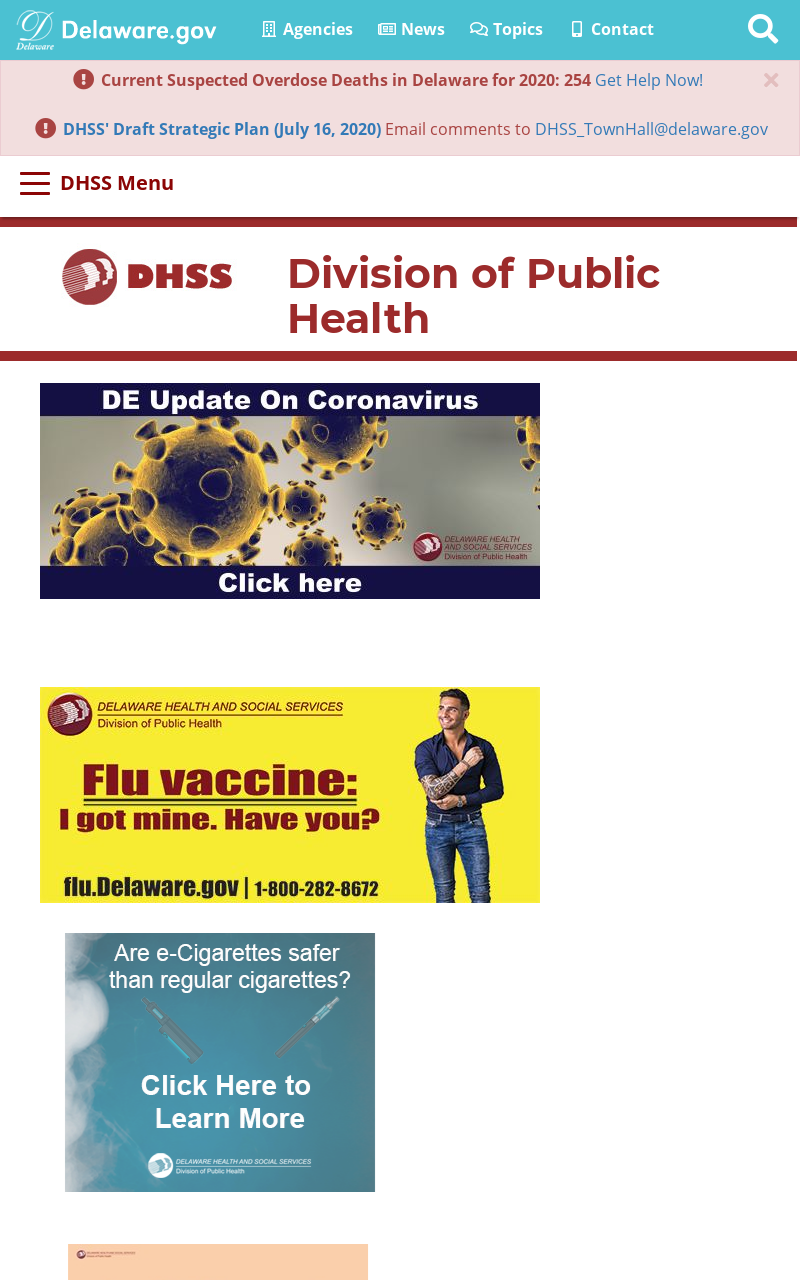 Delaware
Delaware.gov
Agencies
News
Topics
Contact
Current Suspected Overdose Deaths in Delaware for 2020: 254 Get Help Now!
DHSS' Draft Strategic Plan (July 16, 2020) Email comments to DHSS_TownHall@delaware.gov
DHSS Menu
DHSS
Division of Public
Health
DE Update On Coronavirus
DELAWARE HEALTH
AND SOCIAL SERVICES
Division of Public Health
Click here
DELAWARE HEALTH AND SOCIAL SERVICES
Division of Public Health
Flu vaccine:
I got mine. Have you?
flu.Delaware.gov | 1-800-282-8672
Are e-Cigarettes safer
than regular cigarettes?
Click Here to
Learn More
DELAWARE HEALTH AND SOCIAL SERVICES
Division of Public Health